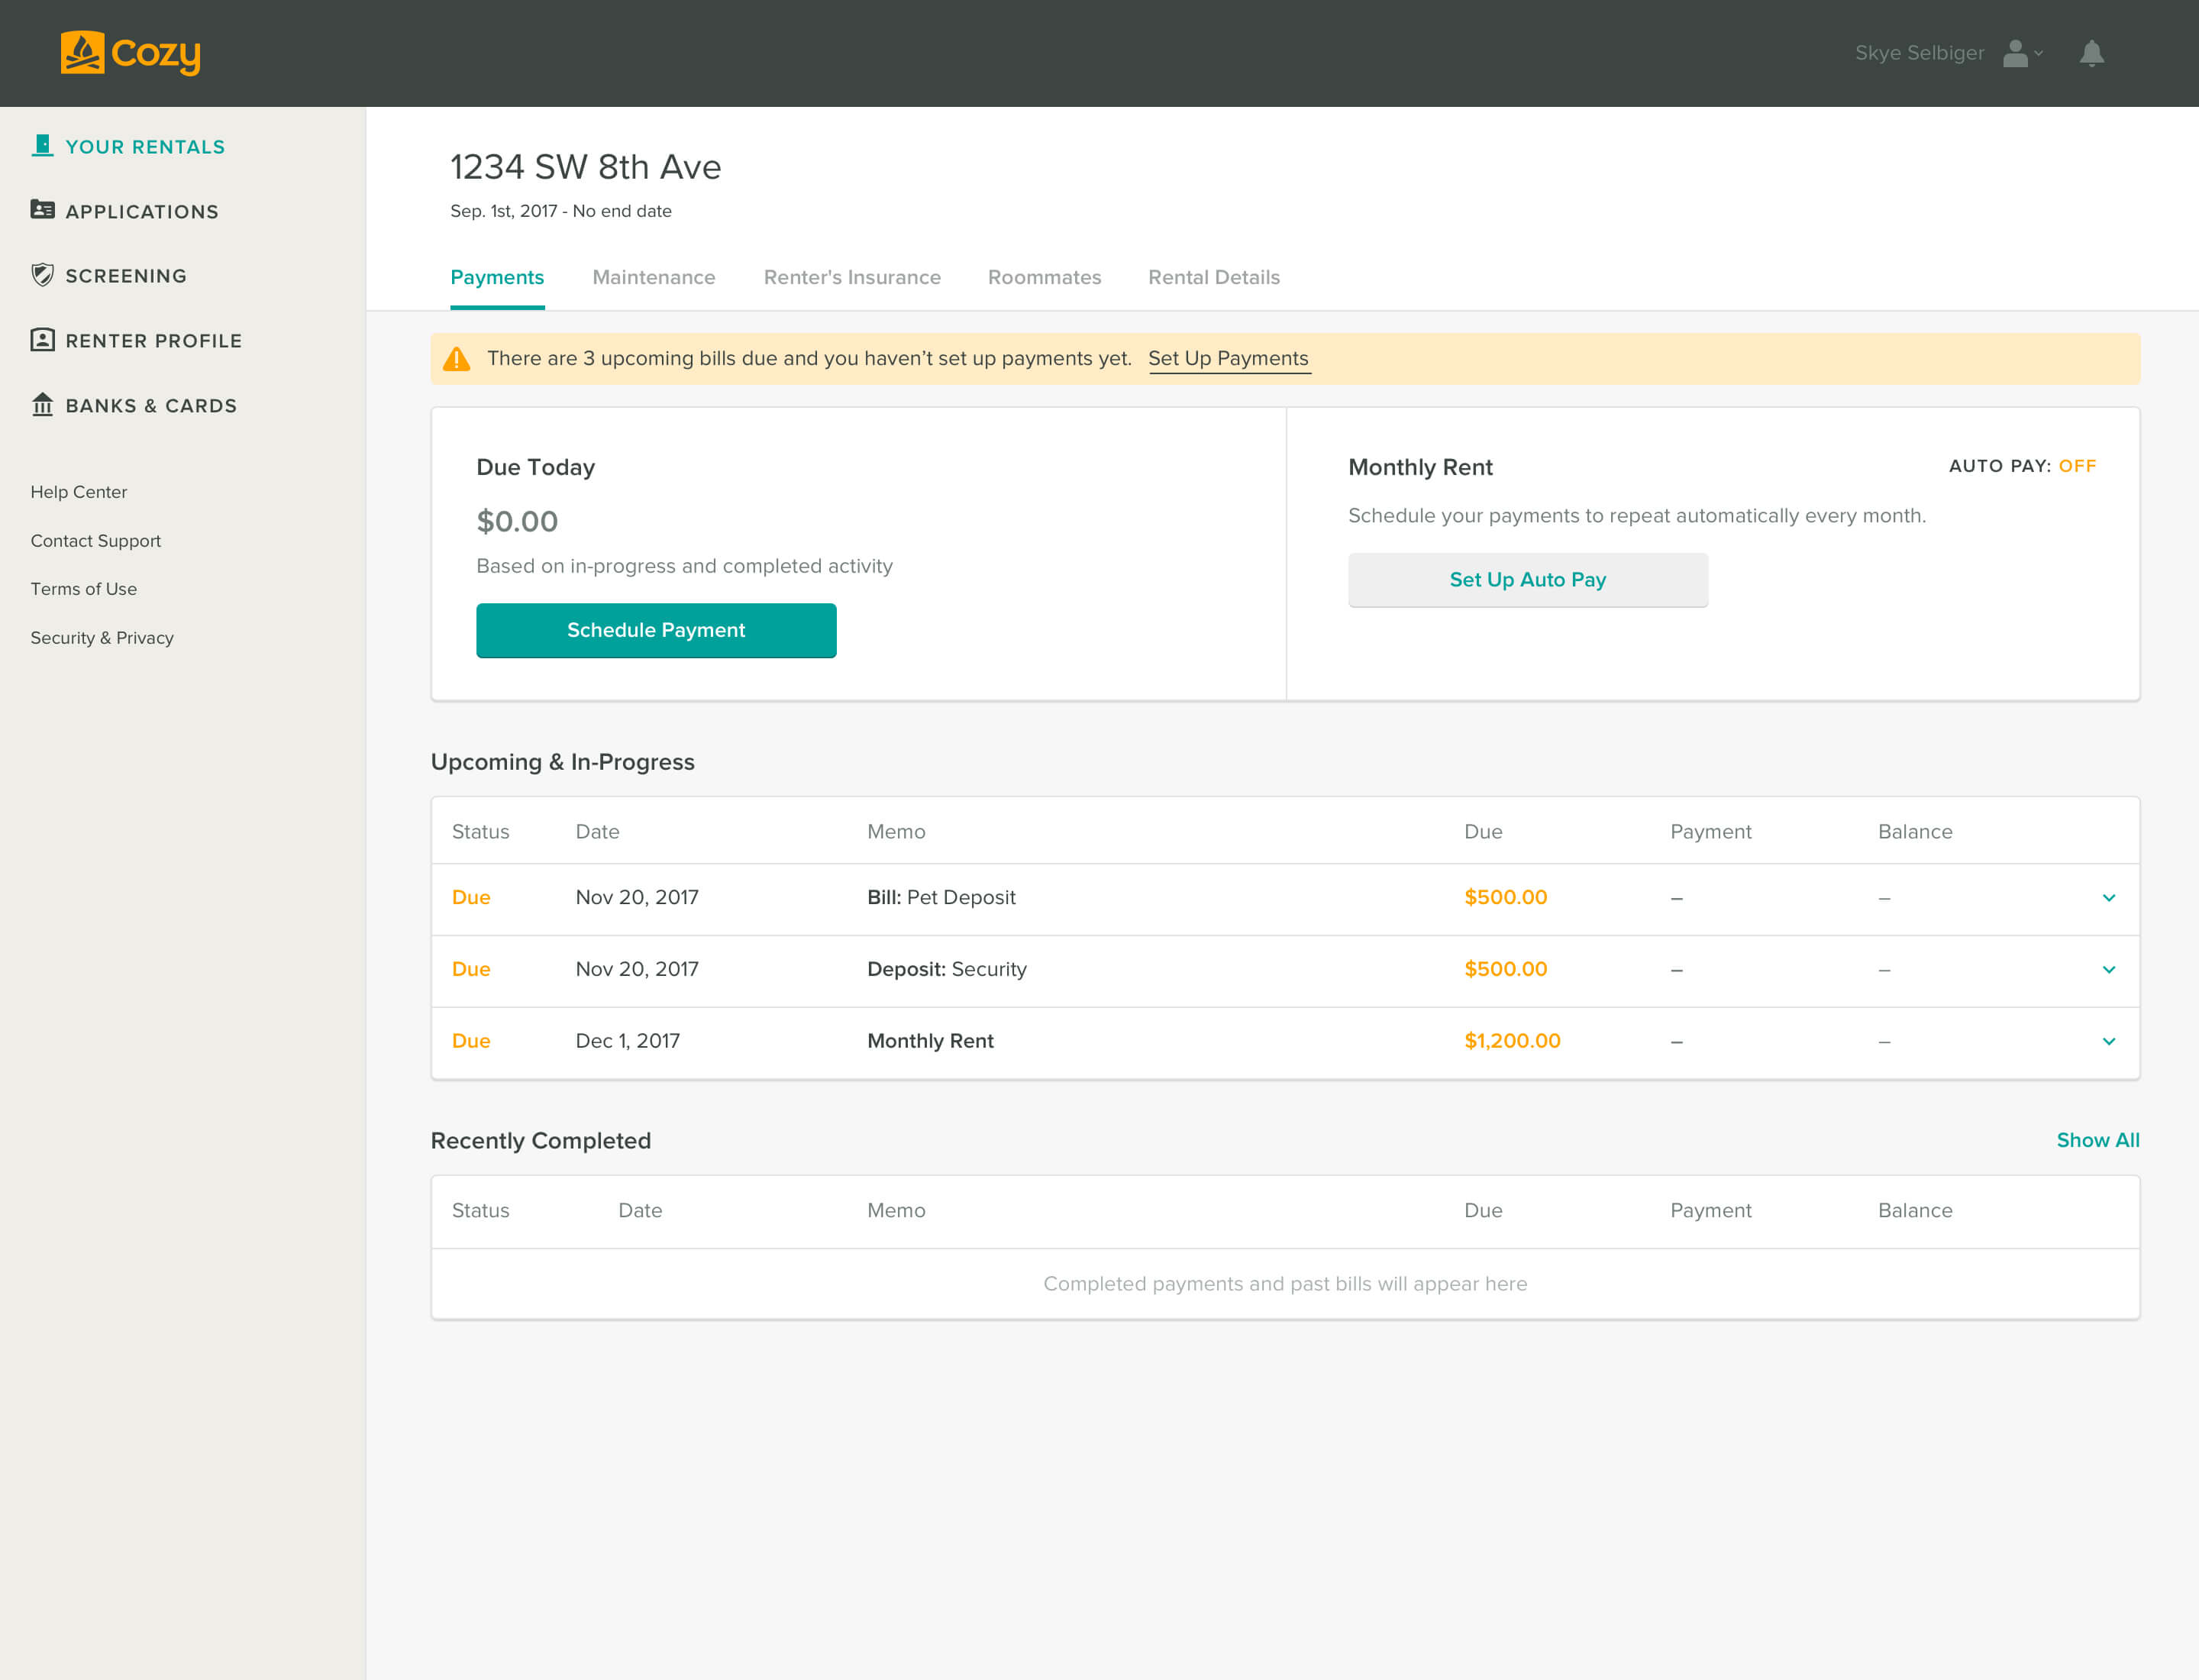 Cozy
Skye Selbiger
YOUR RENTALS
APPLICATIONS
SCREENING
RENTER PROFILE
BANKS & CARDS
Help Center
Contact Support
Terms of Use
Security & Privacy
1234 SW 8th Ave
Sep. 1st, 2017 - No end date
Payments Maintenance Renter's Insurance Roommates Rental Details
There are 3 upcoming bills due and you haven’t set up payments yet. Set Up Payments
Due Today
$0.00
Based on in-progress and completed activity
Schedule Payment
Monthly Rent AUTO PAY: OFF
Schedule your payments to repeat automatically every month.
Set Up Auto Pay
Upcoming & In-Progress
Status Date Memo Due Payment Balance
Due Nov 20, 2017 Bill: Pet Deposit $500.00 – –
Due Nov 20, 2017 Deposit: Security $500.00 – –
Due Dec 1, 2017 Monthly Rent $1,200.00 – –
Recently Completed Show All
Status Date Memo Due Payment Balance
Completed payments and past bills will appear here